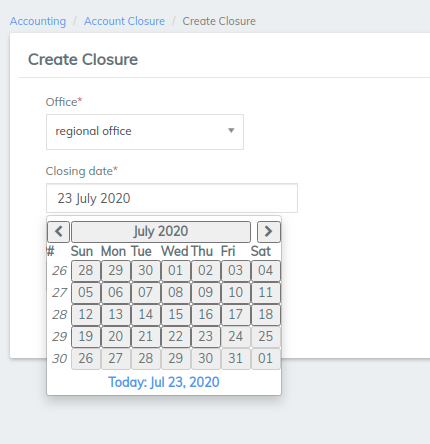 Accounting / Account Closure / Create Closure
Create Closure
Office*
regional office
Closing date*
23 July 2020
July 2020
# Sun Mon Tue Wed Thu Fri Sat
26 28 29 30 01 02 03 04
27 05 06 07 08 09 10 11
28 12 13 14 15 16 17 18
29 19 20 21 22 23 24 25
30 26 27 28 29 30 31 01
Today: Jul 23, 2020